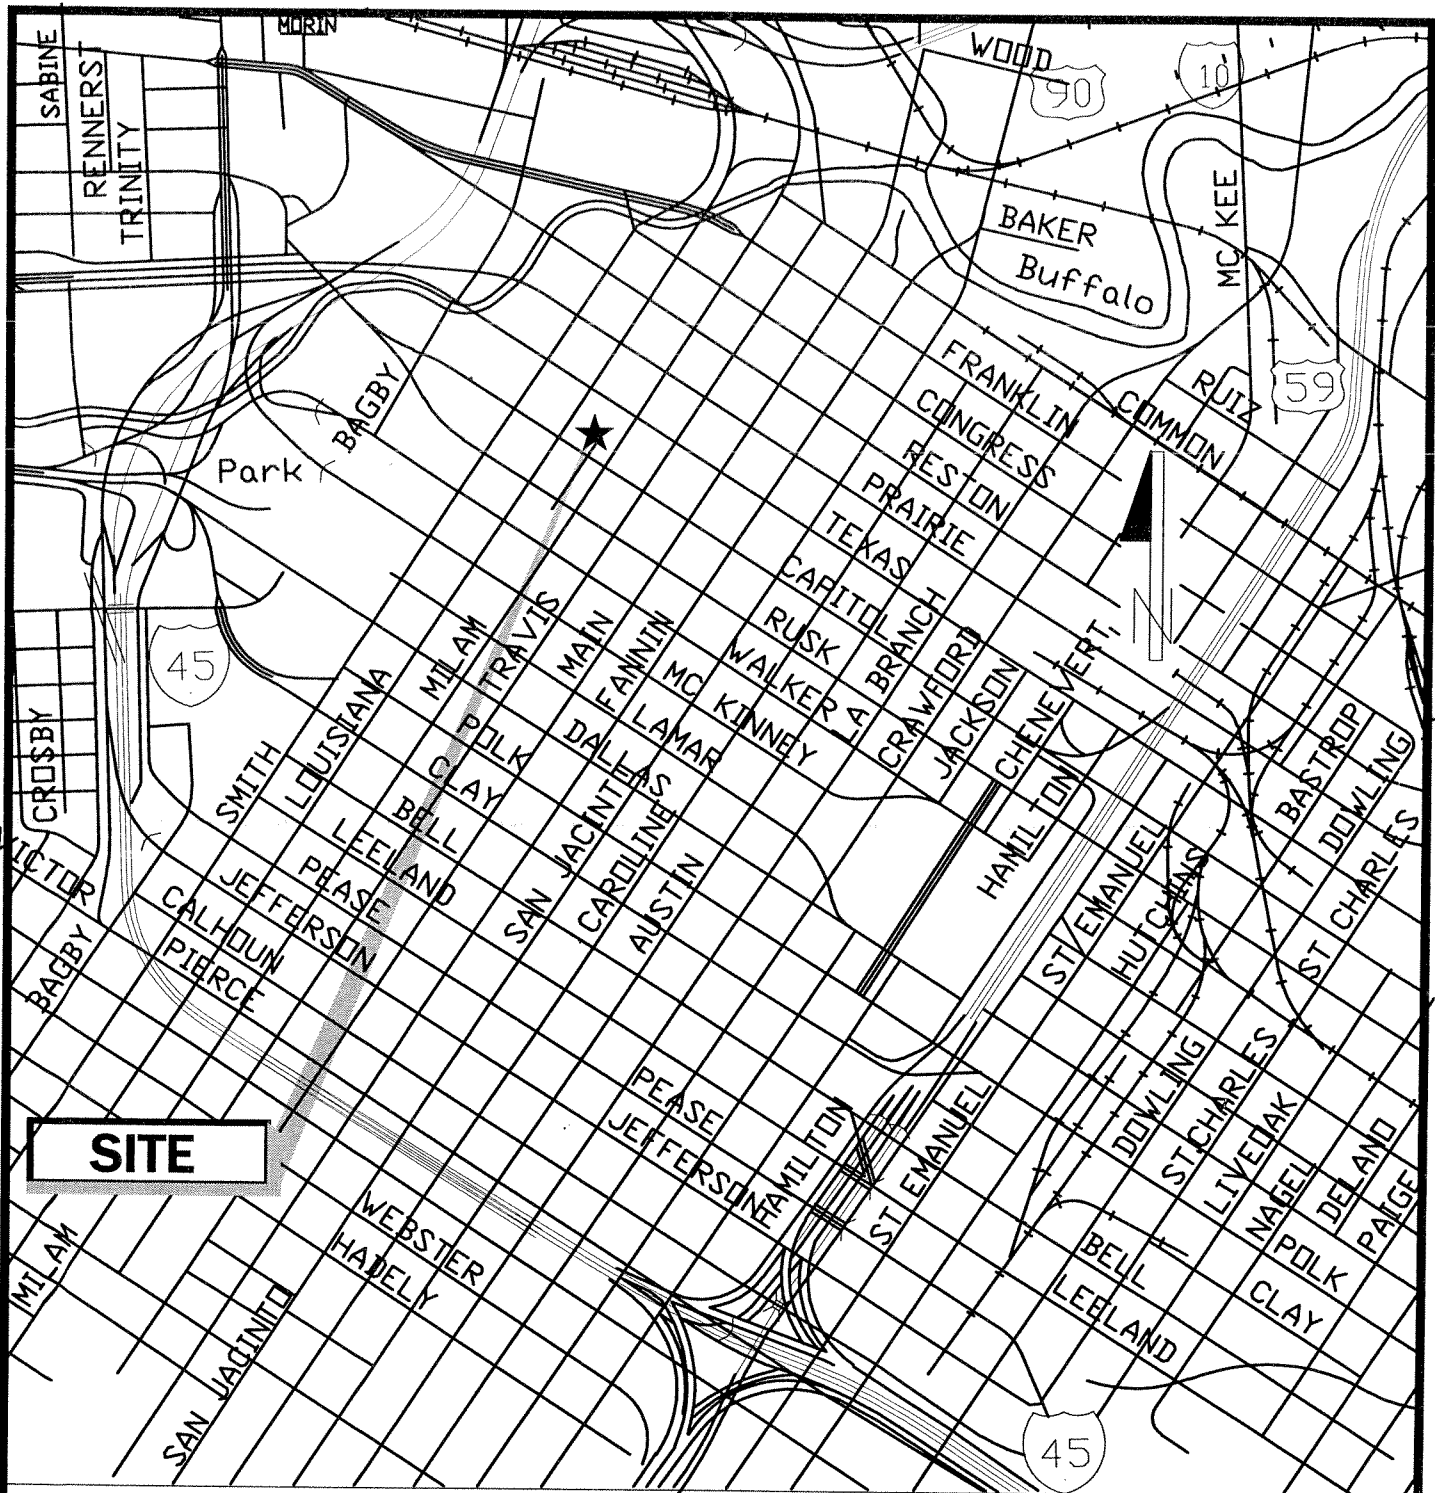 MORIN
SABINE
RENNERST
TRINITY
WOOD
90
10
BAKER
Buffalo
MC KEE
59
BAGBY
Park
FRANKLIN
CONGRESS
RESTON
PRAIRIE
TEXAS
CAPITOL
RUSK
WALKER
RUIZ
COMMON
N
45
CROSBY
SMITH
LOUISIANA
MILAM
TRAVIS
MAIN
FANNIN
MC KINNEY
LAMAR
DALLAS
POLK
CLAY
BELL
LEELAND
PEASE
JEFFERSON
CALHOUN
PIERCE
LA BRANCH
CRAWFORD
JACKSON
CHENEVERT
HAMILTON
SAN JACINTO
CAROLINE
AUSTIN
BASTROP
DOWLING
ST CHARLES
ST EMANUEL
HUTCHINS
VICTOR
BAGBY
SITE
MILAM
SAN JACINTO
WEBSTER
HADELY
PEASE
JEFFERSON
HAMILTON
ST EMANUEL
DOWLING
ST CHARLES
LIVEOAK
NAGEL
DELANO
PAIGE
POLK
CLAY
BELL
LEELAND
45